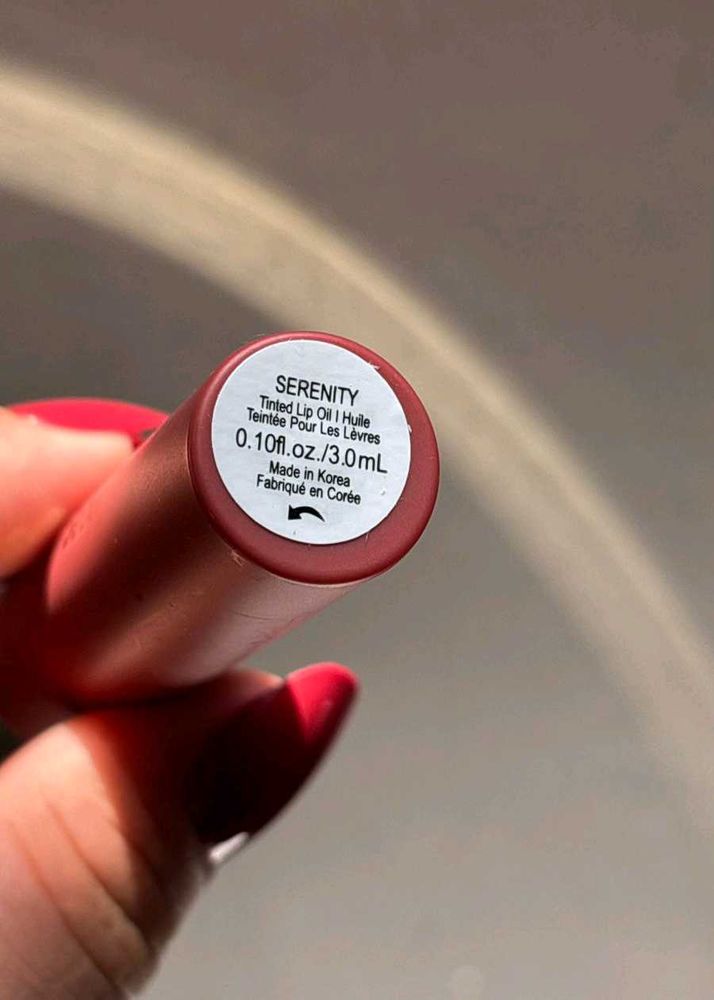 SERENITY
Tinted Lip Oil I Huile
Teintée Pour Les Lèvres
0.10fl.oz./3.0mL
Made in Korea
Fabriqué en Corée